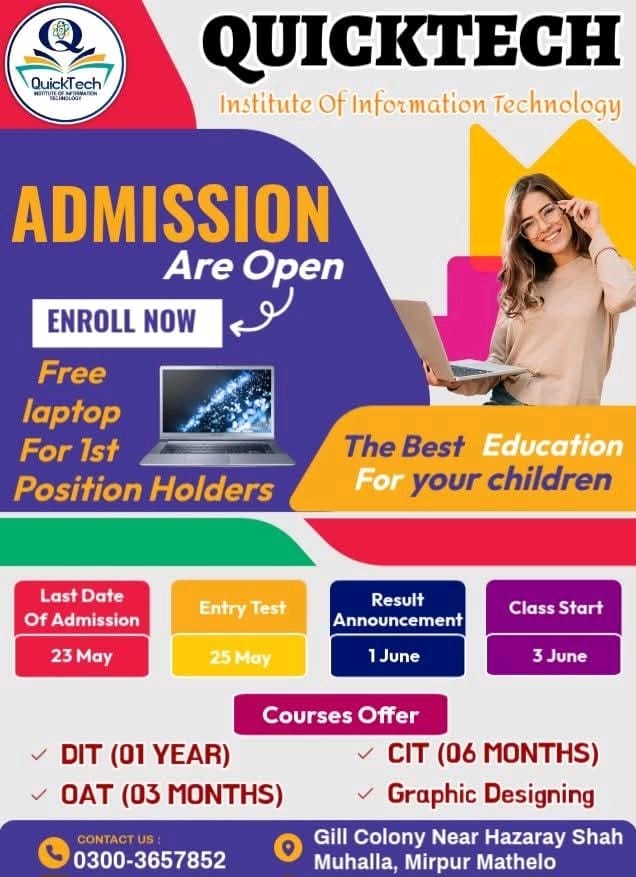 Q
QuickTech
INSTITUTE OF INFORMATION
TECHNOLOGY
QUICKTECH
Institute Of Information Technology
ADMISSION
Are Open
ENROLL NOW
Free
laptop
For 1st
Position Holders
The Best Education
For your children
Last Date
Of Admission
23 May
Entry Test
25 May
Result
Announcement
1 June
Class Start
3 June
Courses Offer
DIT (01 YEAR)
CIT (06 MONTHS)
OAT (03 MONTHS)
Graphic Designing
CONTACT US :
0300-3657852
Gill Colony Near Hazaray Shah
Muhalla, Mirpur Mathelo